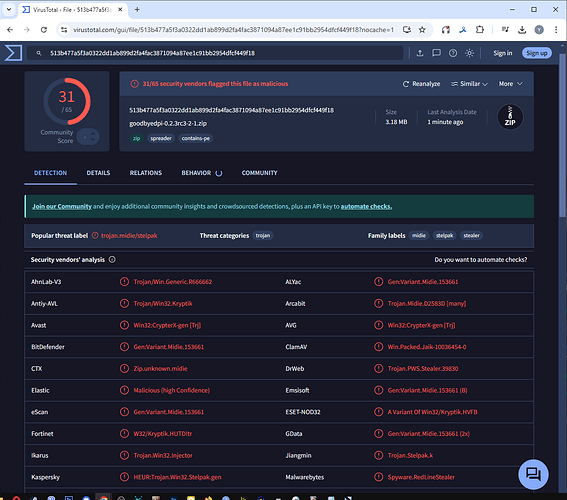 VirusTotal - File - 513b477a5f
virustotal.com/gui/file/513b477a5f3a0322dd1ab899d2fa4fac3871094a87ee1c91bb2954dfcf449f18?nocache=1
513b477a5f3a0322dd1ab899d2fa4fac3871094a87ee1c91bb2954dfcf449f18
Sign in
Sign up
31
/ 65
Community
Score
31/65 security vendors flagged this file as malicious
Reanalyze
Similar
More
513b477a5f3a0322dd1ab899d2fa4fac3871094a87ee1c91bb2954dfcf449f18
goodbyedpi-0.2.3rc3-2-1.zip
zip spreader contains-pe
Size
3.18 MB
Last Analysis Date
1 minute ago
ZIP
DETECTION DETAILS RELATIONS BEHAVIOR COMMUNITY
Join our Community and enjoy additional community insights and crowdsourced detections, plus an API key to automate checks.
Popular threat label trojan.midie/stelpak Threat categories trojan Family labels midie stelpak stealer
Security vendors' analysis Do you want to automate checks?
AhnLab-V3 Trojan/Win.Generic.R666662 ALYac Gen:Variant.Midie.153661
Antiy-AVL Trojan/Win32.Kryptik Arcabit Trojan.Midie.D2583D [many]
Avast Win32:CrypterX-gen [Trj] AVG Win32:CrypterX-gen [Trj]
BitDefender Gen:Variant.Midie.153661 ClamAV Win.Packed.Jaik-10036454-0
CTX Zip.unknown.midie DrWeb Trojan.PWS.Stealer.39830
Elastic Malicious (high Confidence) Emsisoft Gen:Variant.Midie.153661 (B)
eScan Gen:Variant.Midie.153661 ESET-NOD32 A Variant Of Win32/Kryptik.HVFB
Fortinet W32/Kryptik.HUTD!tr GData Gen:Variant.Midie.153661 (2x)
Ikarus Trojan.Win32.Injector Jiangmin Trojan.Stelpak.k
Kaspersky HEUR:Trojan.Win32.Stelpak.gen Malwarebytes Spyware.RedLineStealer